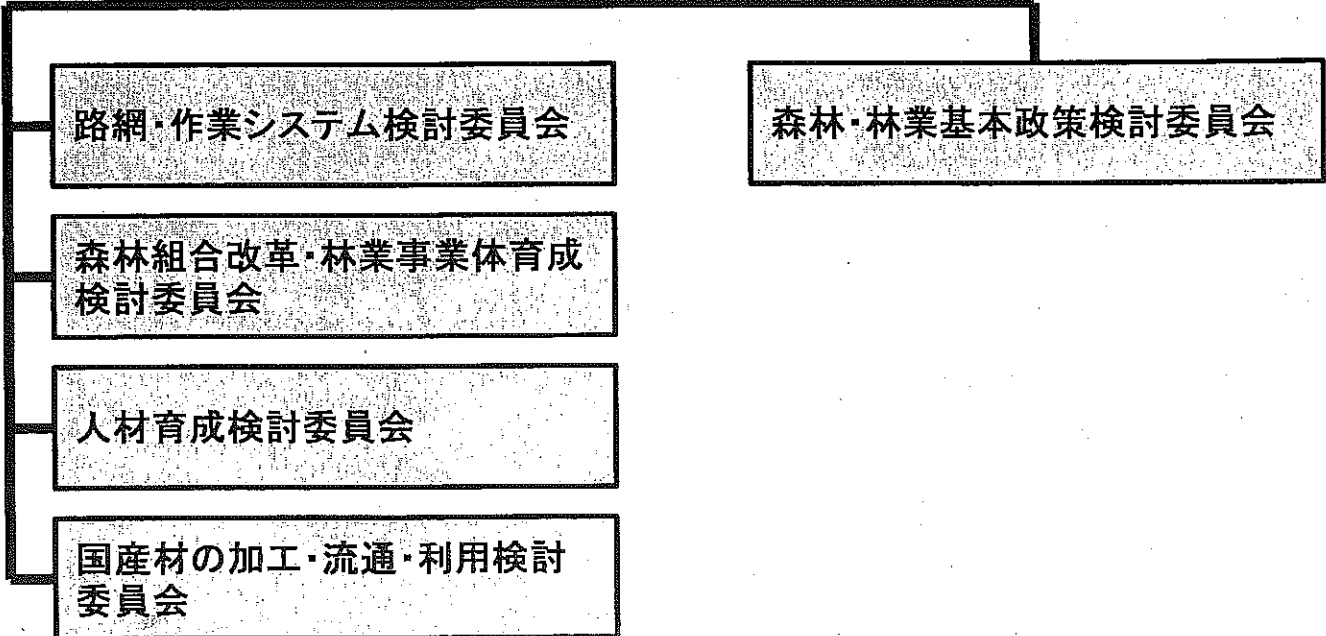 路網・作業システム検討委員会
森林・林業基本政策検討委員会
森林組合改革・林業事業体育成
検討委員会
人材育成検討委員会
国産材の加工・流通・利用検討
委員会